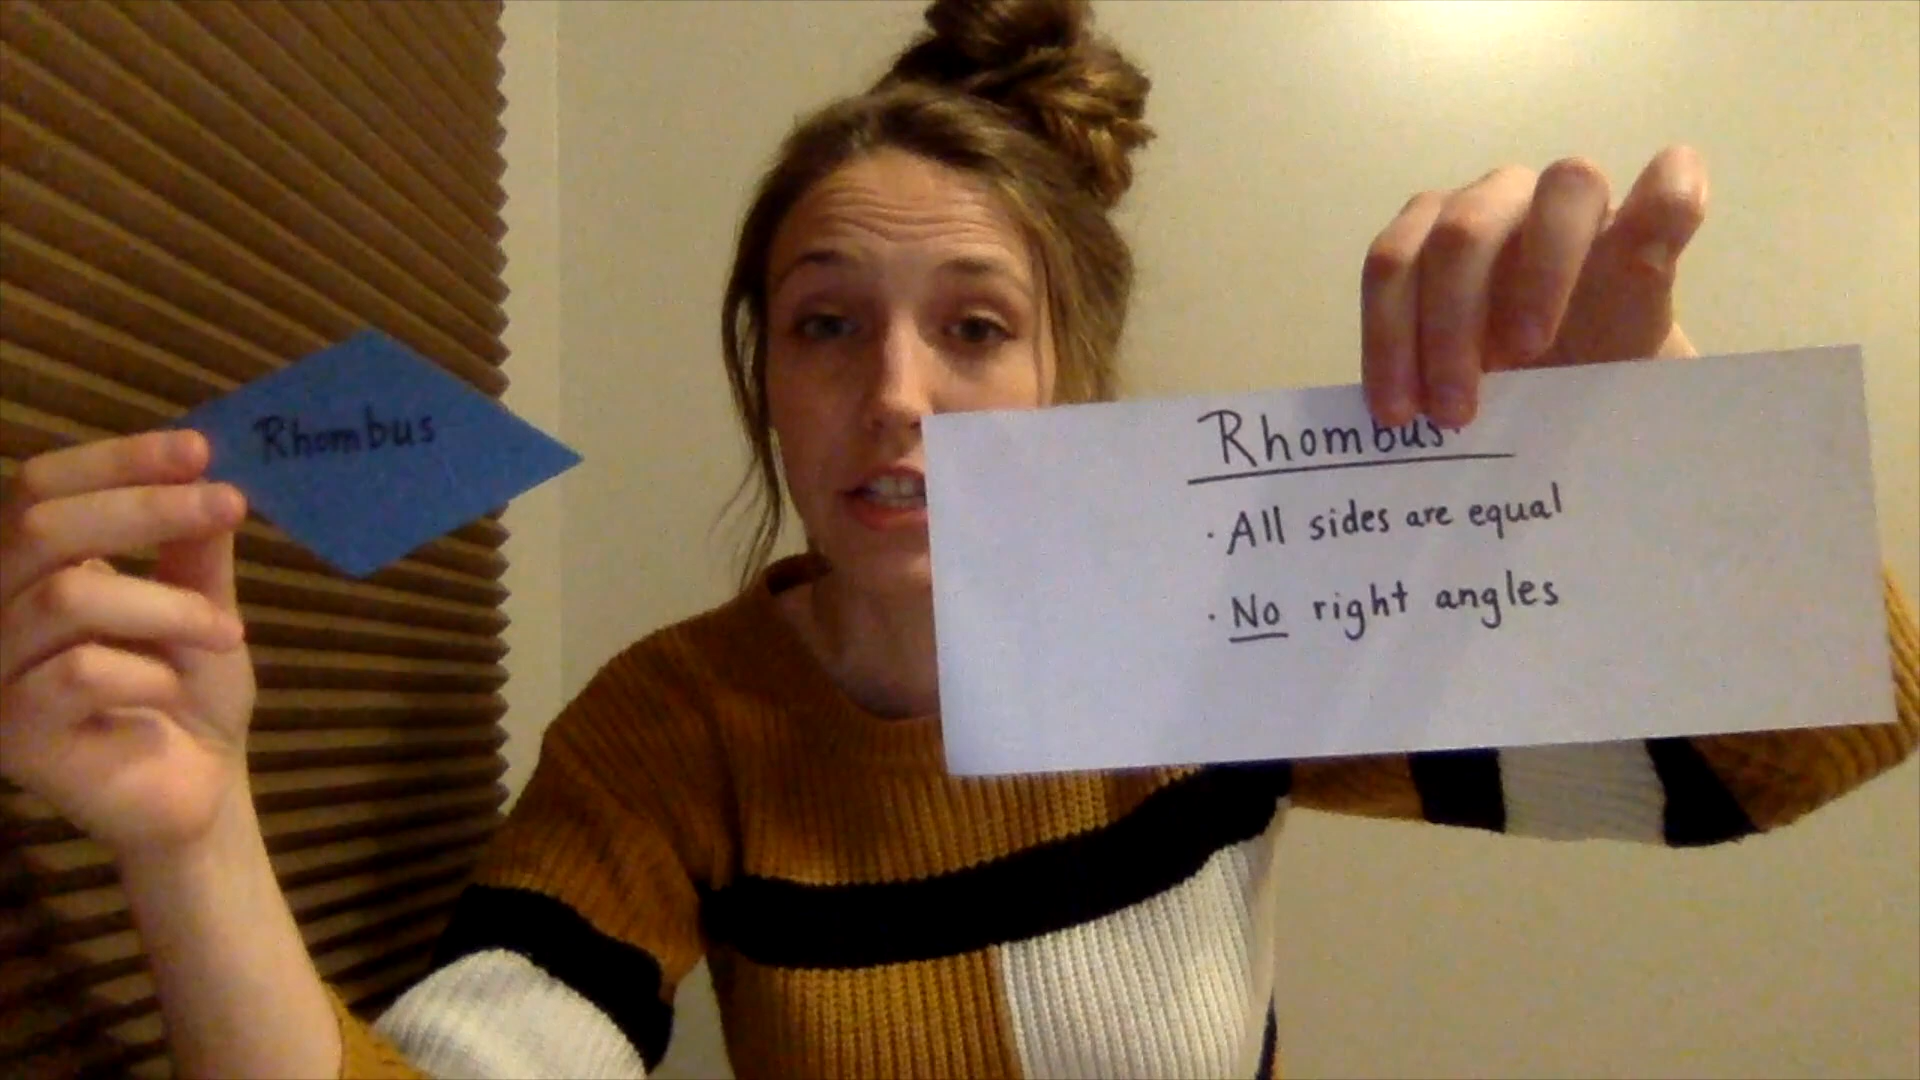 Rhombus
Rhombus
· All sides are equal
· No right angles